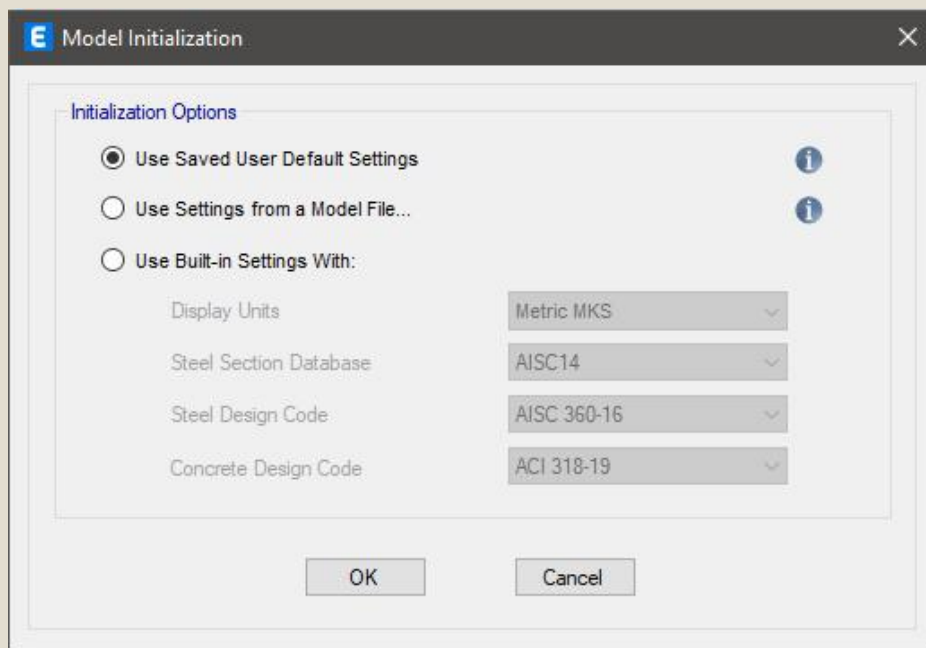 E Model Initialization
Initialization Options
Use Saved User Default Settings
Use Settings from a Model File...
Use Built-in Settings With:
Display Units Metric MKS
Steel Section Database AISC14
Steel Design Code AISC 360-16
Concrete Design Code ACI 318-19
OK Cancel